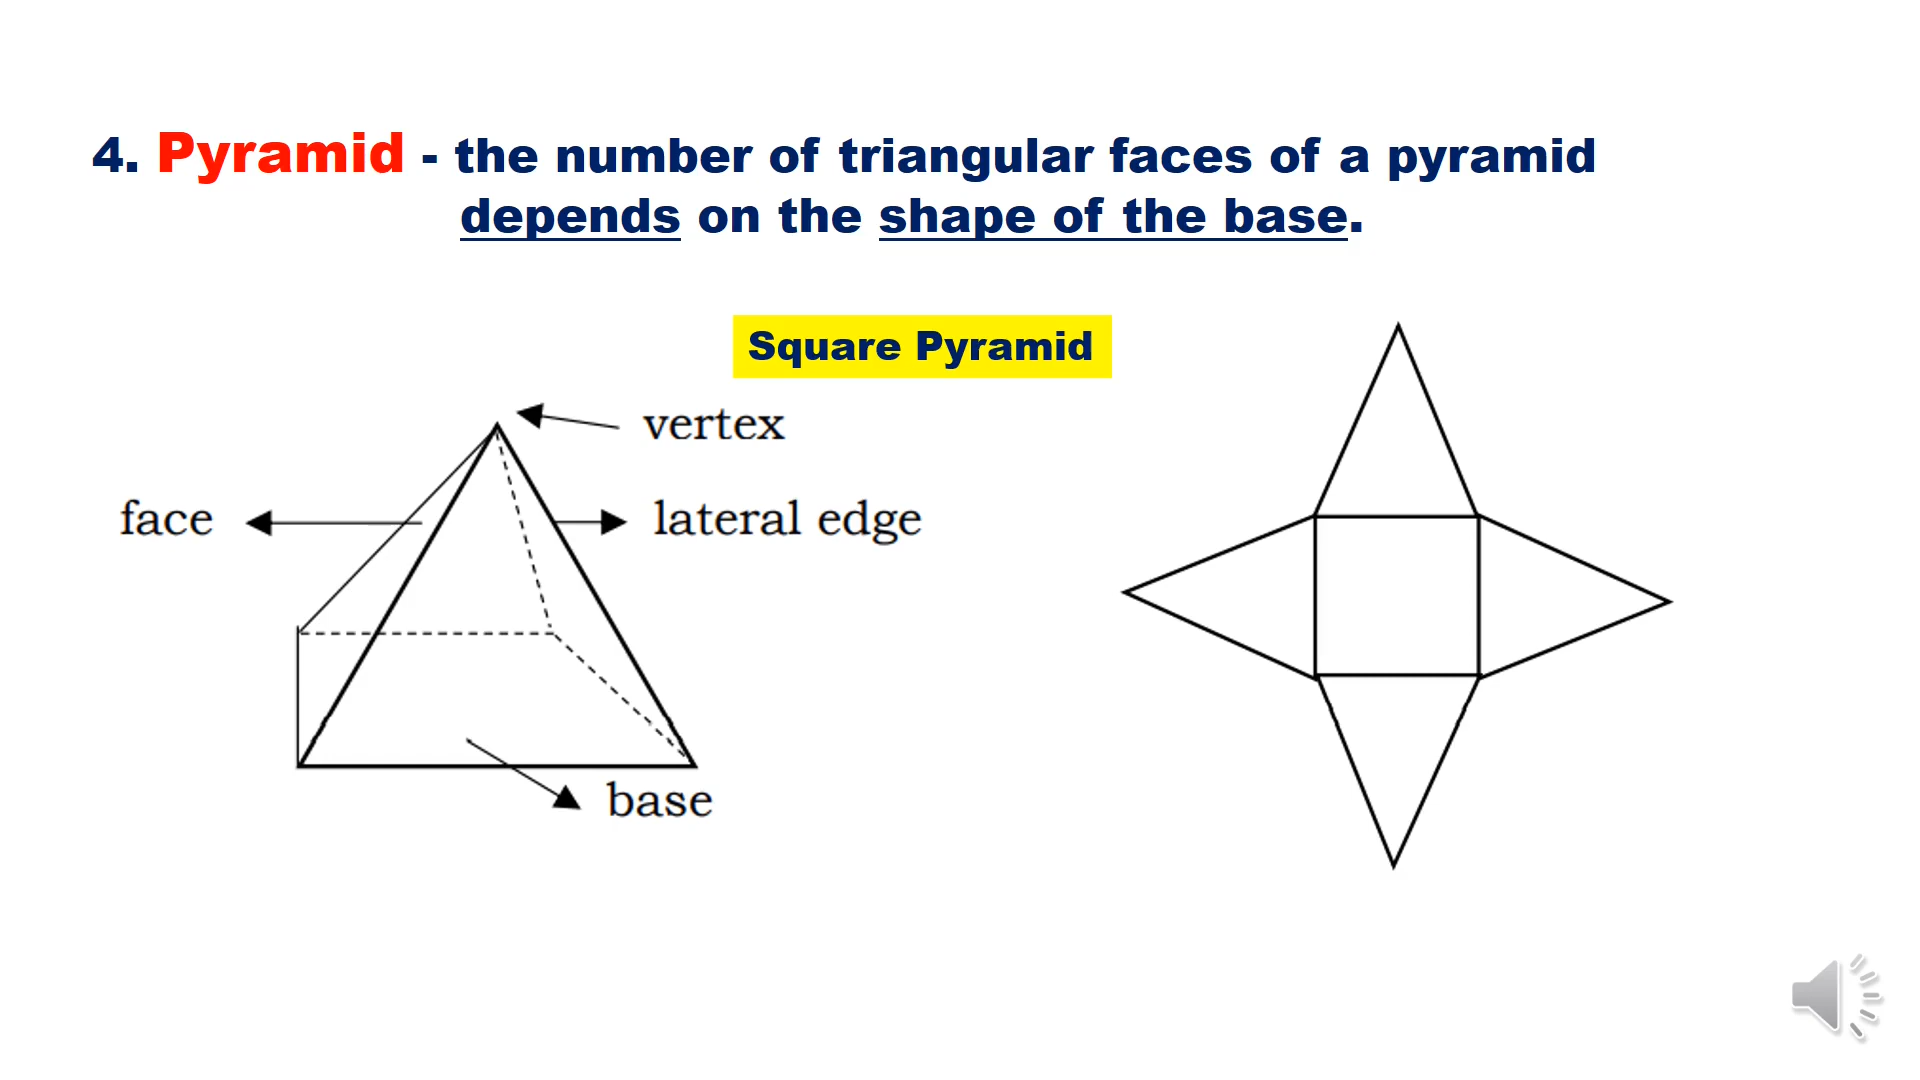 4. Pyramid - the number of triangular faces of a pyramid
depends on the shape of the base.
Square Pyramid
vertex
face
lateral edge
base